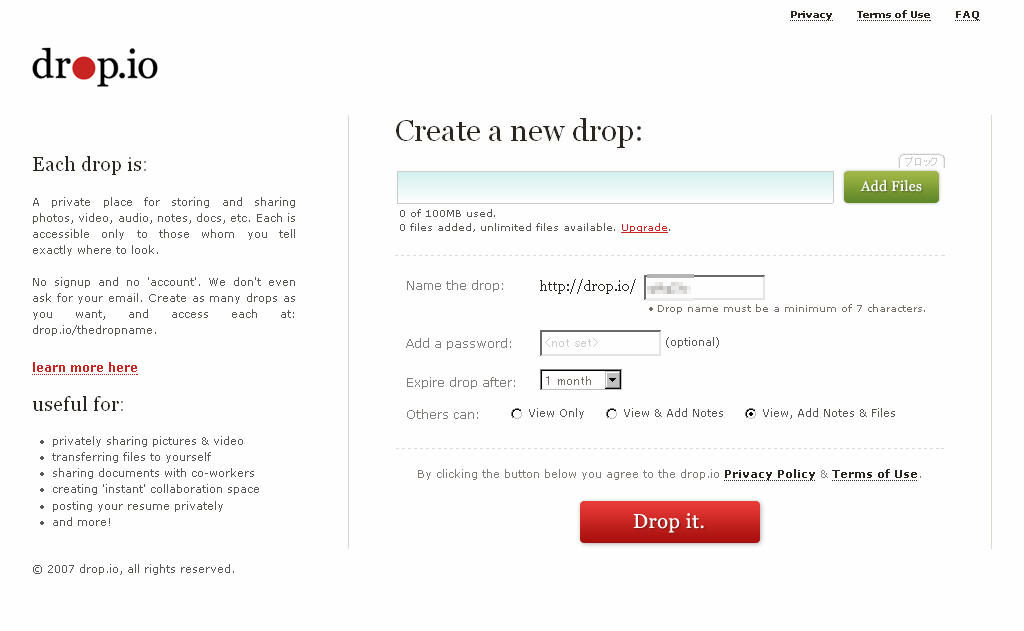 Privacy Terms of Use FAQ
drop.io
Each drop is:
A private place for storing and sharing
photos, video, audio, notes, docs, etc. Each is
accessible only to those whom you tell
exactly where to look.
No signup and no 'account'. We don't even
ask for your email. Create as many drops as
you want, and access each at:
drop.io/thedropname.
learn more here
useful for:
• privately sharing pictures & video
• transferring files to yourself
• sharing documents with co-workers
• creating 'instant' collaboration space
• posting your resume privately
• and more!
© 2007 drop.io, all rights reserved.
Create a new drop:
ブロック
Add Files
0 of 100MB used.
0 files added, unlimited files available. Upgrade.
Name the drop: http://drop.io/
• Drop name must be a minimum of 7 characters.
Add a password: <not set> (optional)
Expire drop after: 1 month
Others can: View Only View & Add Notes View, Add Notes & Files
By clicking the button below you agree to the drop.io Privacy Policy & Terms of Use.
Drop it.